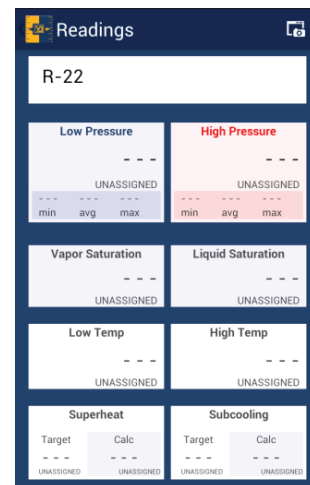 Readings
R-22
Low Pressure High Pressure
- - - - - -
UNASSIGNED UNASSIGNED
- - - - - - - - - - - - - - - - - -
min avg max min avg max
Vapor Saturation Liquid Saturation
- - - - - -
UNASSIGNED UNASSIGNED
Low Temp High Temp
- - - - - -
UNASSIGNED UNASSIGNED
Superheat Subcooling
Target Calc Target Calc
- - - - - - - - - - - -
UNASSIGNED UNASSIGNED UNASSIGNED UNASSIGNED